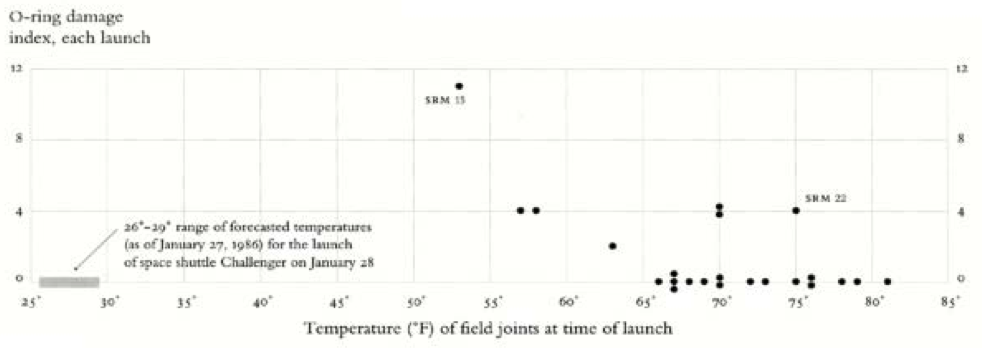 O-ring damage
index, each launch
12 12
SRM 15
8 8
SRM 22
4 4
26°-29° range of forecasted temperatures
(as of January 27, 1986) for the launch
of space shuttle Challenger on January 28
0 0
25° 30° 35° 40° 45° 50° 55° 60° 65° 70° 75° 80° 85°
Temperature (°F) of field joints at time of launch